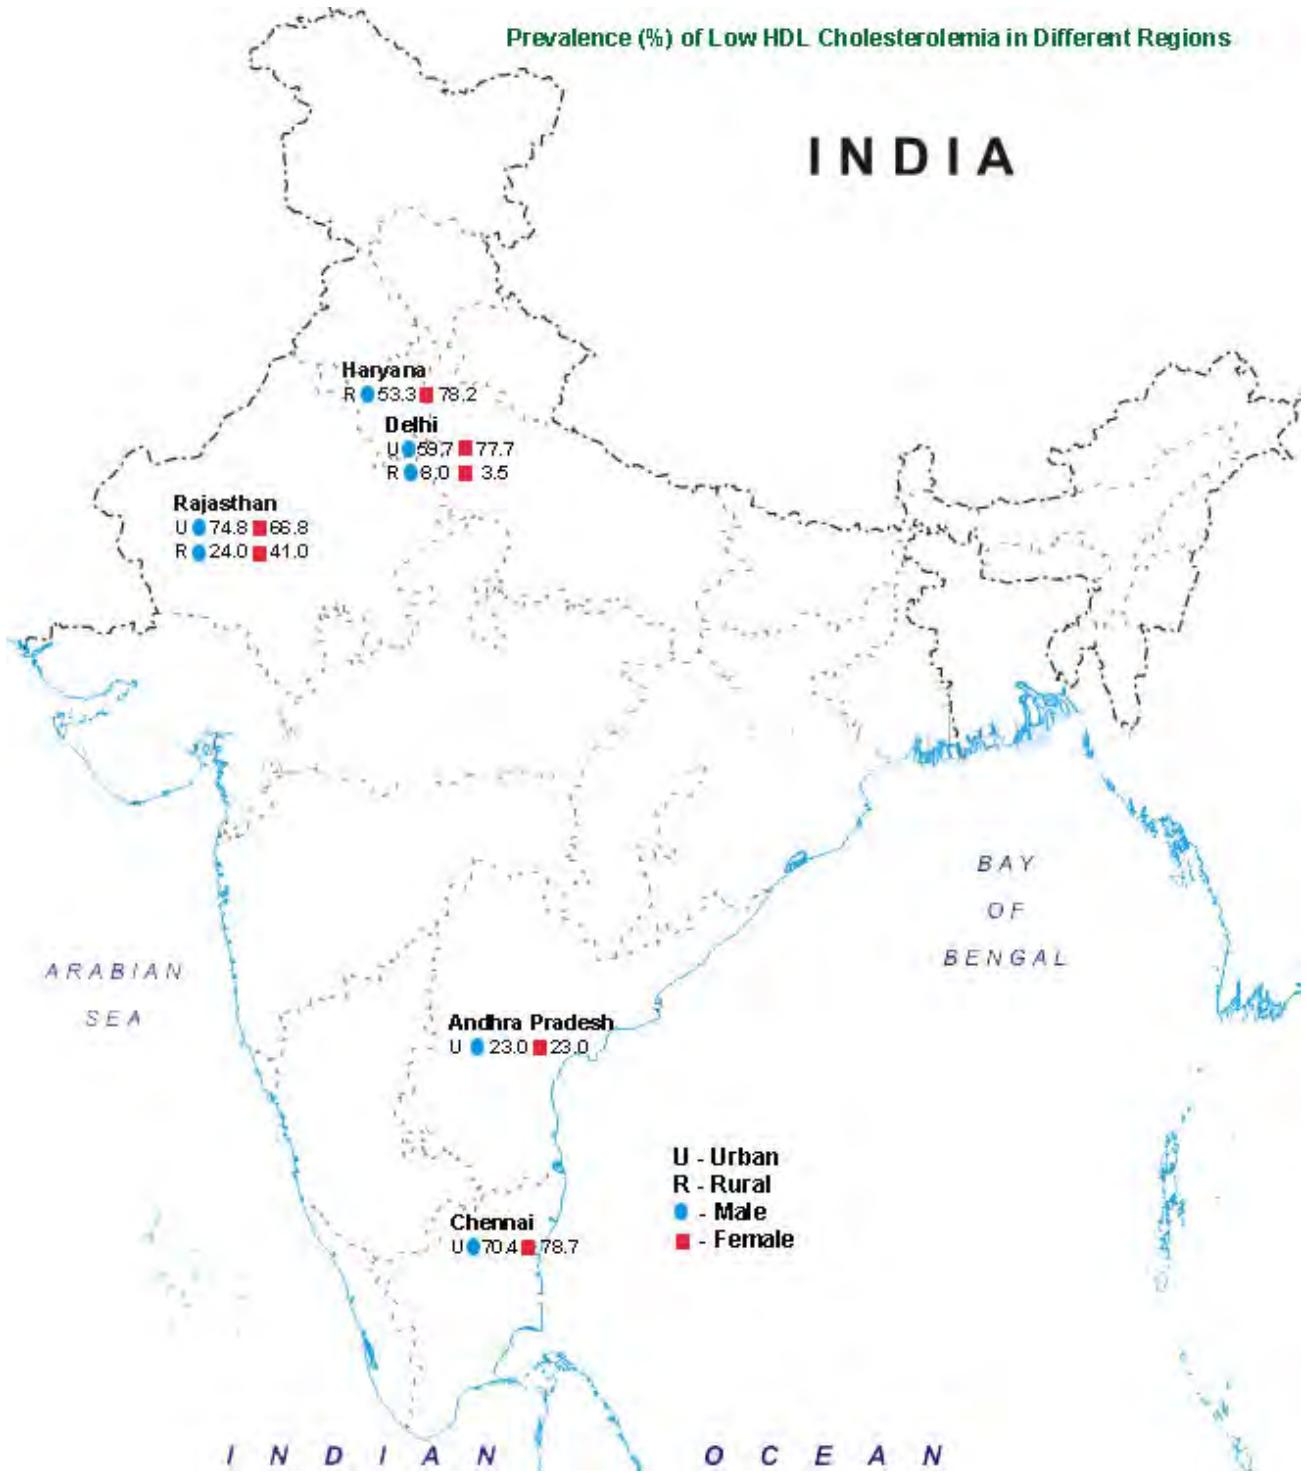 Prevalence (%) of Low HDL Cholesterolemia in Different Regions
INDIA
Haryana
R 53.3 78.2
Delhi
U 59.7 77.7
R 8.0 3.5
Rajasthan
U 74.8 66.8
R 24.0 41.0
BAY
OF
BENGAL
ARABIAN
SEA
Andhra Pradesh
U 23.0 23.0
U - Urban
R - Rural
- Male
- Female
Chennai
U 70.4 78.7
INDIAN OCEAN